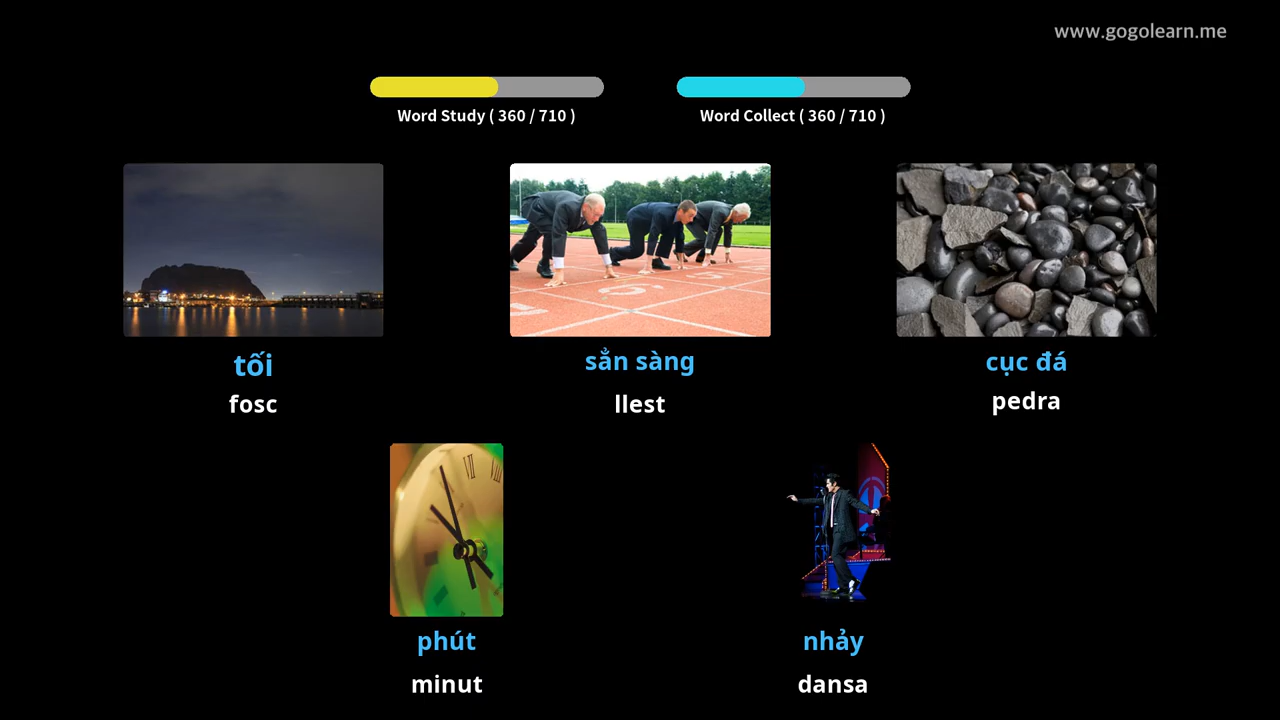 www.gogolearn.me
Word Study ( 360 / 710 )
Word Collect ( 360 / 710 )
tối
fosc
sẳn sàng
llest
cục đá
pedra
phút
minut
nhảy
dansa